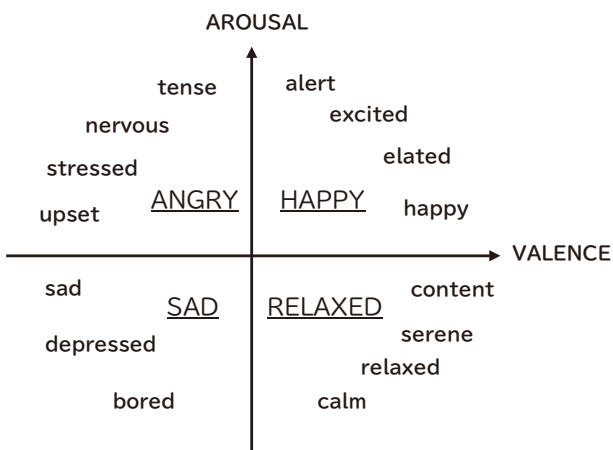 AROUSAL
tense
alert
excited
nervous
elated
stressed
ANGRY
HAPPY
happy
upset
VALENCE
sad
content
SAD
RELAXED
serene
depressed
relaxed
bored
calm